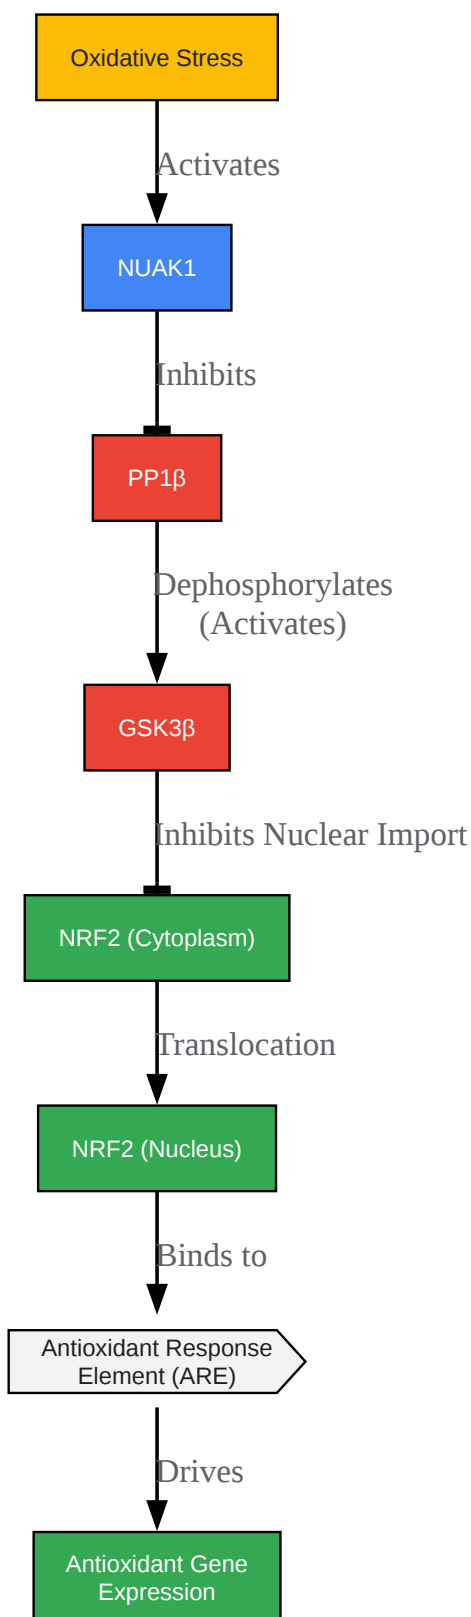 Oxidative Stress
Activates
NUAK1
Inhibits
PP1β
Dephosphorylates
(Activates)
GSK3β
Inhibits Nuclear Import
NRF2 (Cytoplasm)
Translocation
NRF2 (Nucleus)
Binds to
Antioxidant Response
Element (ARE)
Drives
Antioxidant Gene
Expression